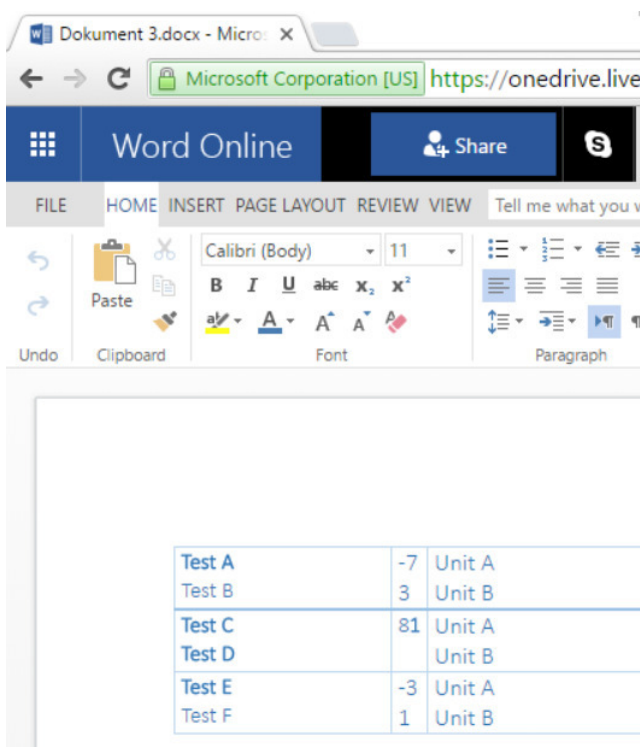 Dokument 3.docx - Micro
Microsoft Corporation [US] https://onedrive.live
Word Online Share
FILE HOME INSERT PAGE LAYOUT REVIEW VIEW Tell me what you
Calibri (Body) 11
Paste B I U abc x₂ x²
A A A
Undo Clipboard Font Paragraph
Test A -7 Unit A
Test B 3 Unit B
Test C 81 Unit A
Test D Unit B
Test E -3 Unit A
Test F 1 Unit B